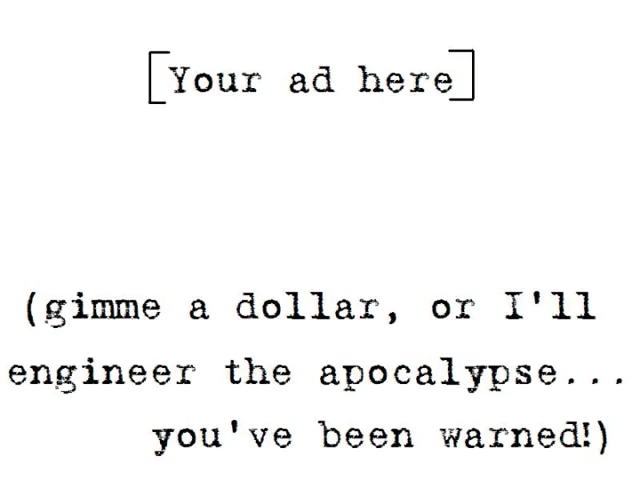 [Your ad here]
(gimme a dollar, or I'll
engineer the apocalypse...
you've been warned!)